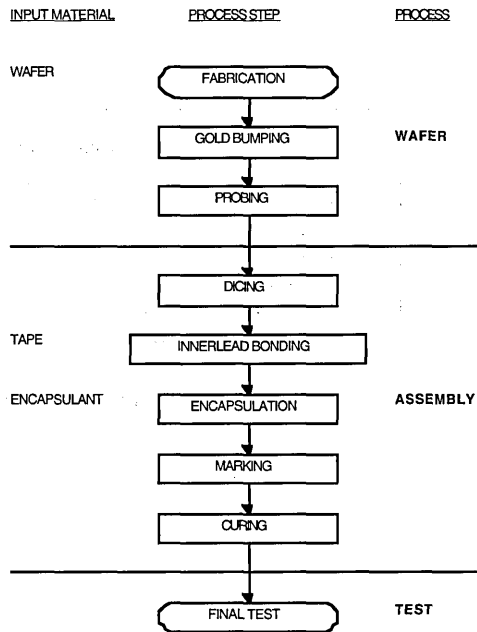 INPUT MATERIAL PROCESS STEP PROCESS
WAFER FABRICATION
GOLD BUMPING WAFER
PROBING
DICING
TAPE INNERLEAD BONDING
ENCAPSULANT ENCAPSULATION ASSEMBLY
MARKING
CURING
FINAL TEST TEST